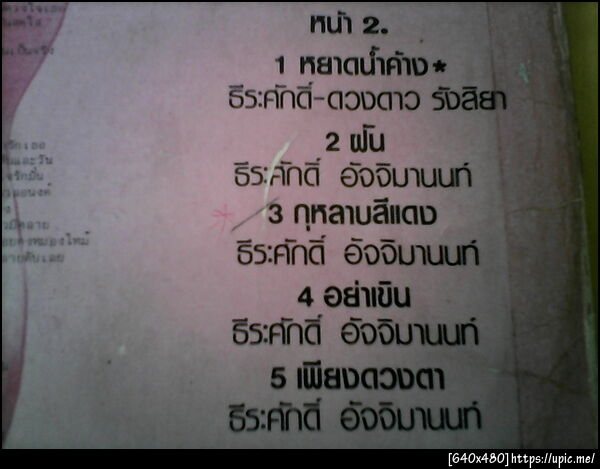 หน้า 2.
1 หยาดน้ำค้าง*
ธีระศักดิ์-ดวงดาว รังสิยา
2 ฝัน
ธีระศักดิ์ อัจจิมานนท์
3 กุหลาบสีแดง
ธีระศักดิ์ อัจจิมานนท์
4 อย่าเขิน
ธีระศักดิ์ อัจจิมานนท์
5 เพียงดวงตา
ธีระศักดิ์ อัจจิมานนท์
[640x480]https://upic.me/